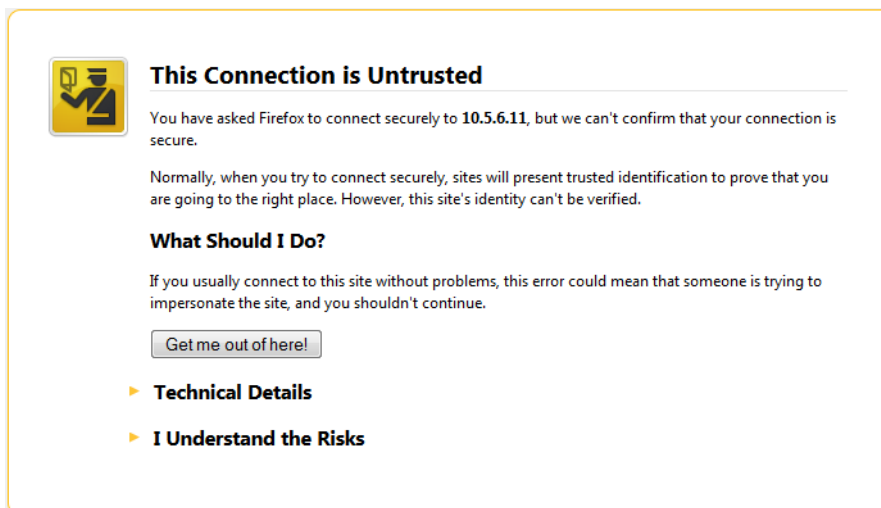 This Connection is Untrusted
You have asked Firefox to connect securely to 10.5.6.11, but we can't confirm that your connection is
secure.
Normally, when you try to connect securely, sites will present trusted identification to prove that you
are going to the right place. However, this site's identity can't be verified.
What Should I Do?
If you usually connect to this site without problems, this error could mean that someone is trying to
impersonate the site, and you shouldn't continue.
Get me out of here!
Technical Details
I Understand the Risks